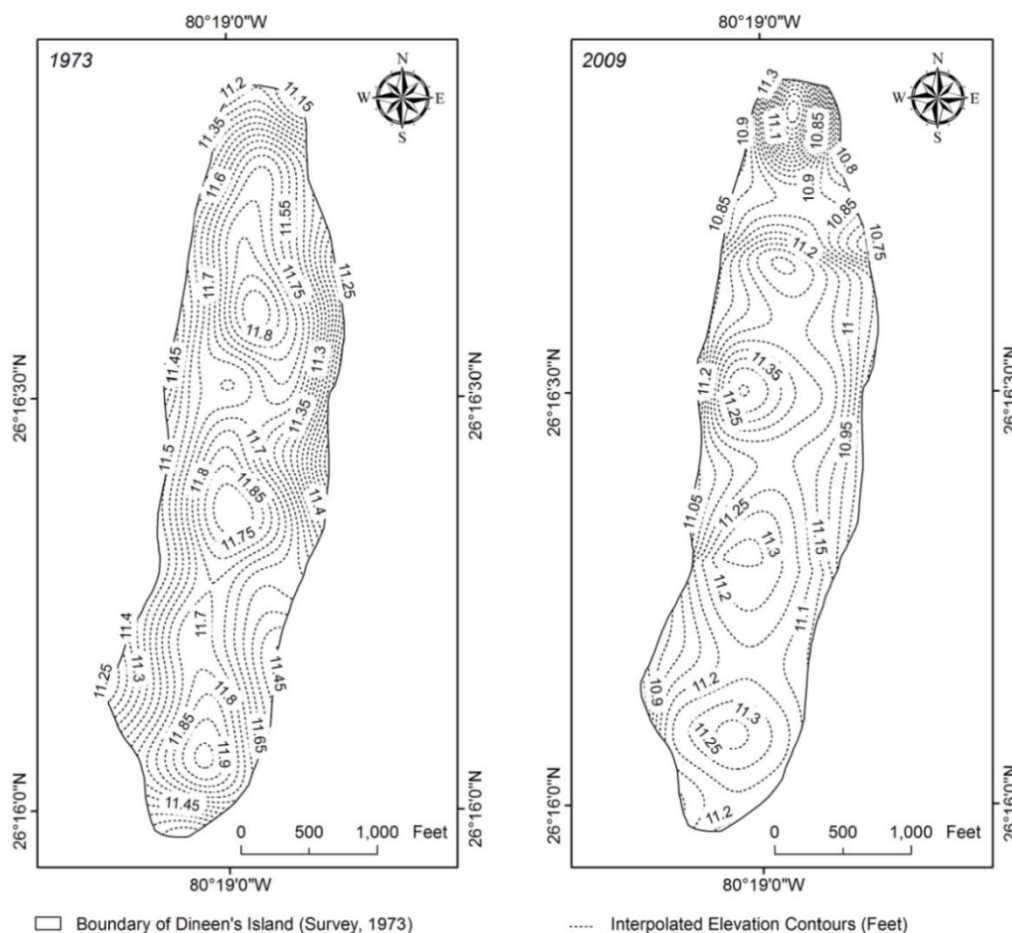 80°19'0"W
1973
N
W E
S
11.2
11.15
11.35
11.6
11.55
11.7
11.75
11.25
11.8
11.45
11.3
11.35
11.5
11.7
11.8
11.85
11.4
11.75
11.4
11.7
11.3
11.25
11.45
11.8
11.85
11.65
11.9
11.45
0 500 1,000 Feet
26°16'30"N
26°16'30"N
26°16'0"N
26°16'0"N
80°19'0"W
80°19'0"W
2009
N
W E
S
11.3
10.9
11.1
10.85
10.8
10.9
10.85
10.85
10.75
11.2
11
11.35
11.2
11.25
10.95
11.05
11.25
11.3
11.15
11.2
11.1
11.2
10.9
11.3
11.25
11.2
0 500 1,000 Feet
26°16'30"N
26°16'0"N
80°19'0"W
Boundary of Dineen's Island (Survey, 1973)
Interpolated Elevation Contours (Feet)